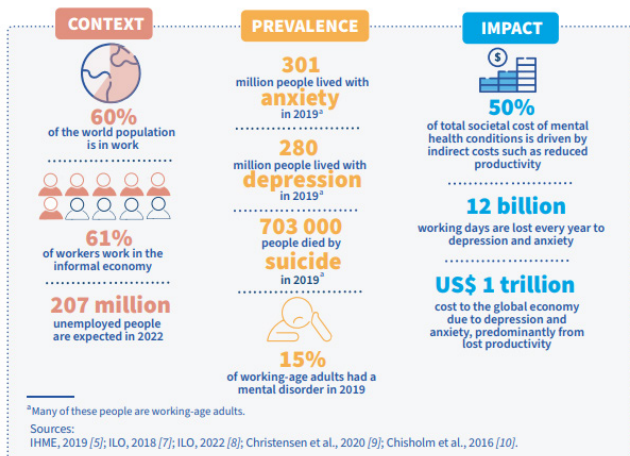 CONTEXT
60%
of the world population
is in work
61%
of workers work in the
informal economy
207 million
unemployed people
are expected in 2022
PREVALENCE
301
million people lived with
anxiety
in 2019ᵃ
280
million people lived with
depression
in 2019ᵃ
703 000
people died by
suicide
in 2019ᵃ
15%
of working-age adults had a
mental disorder in 2019
IMPACT
$
50%
of total societal cost of mental
health conditions is driven by
indirect costs such as reduced
productivity
12 billion
working days are lost every year to
depression and anxiety
US$ 1 trillion
cost to the global economy
due to depression and
anxiety, predominantly from
lost productivity
ᵃMany of these people are working-age adults.
Sources:
IHME, 2019 [5]; ILO, 2018 [7]; ILO, 2022 [8]; Christensen et al., 2020 [9]; Chisholm et al., 2016 [10].